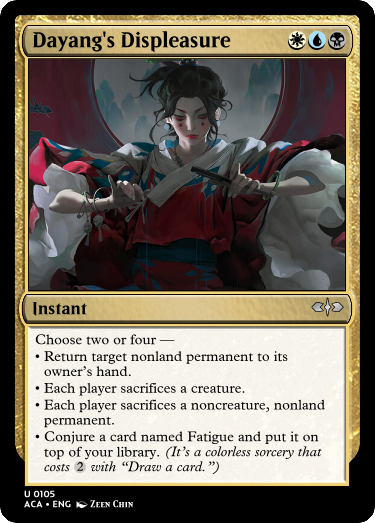 Dayang's Displeasure
Instant
Choose two or four —
• Return target nonland permanent to its
owner's hand.
• Each player sacrifices a creature.
• Each player sacrifices a noncreature, nonland
permanent.
• Conjure a card named Fatigue and put it on
top of your library. (It's a colorless sorcery that
costs 2 with “Draw a card.”)
U 0105
ACA • ENG Zeen Chin